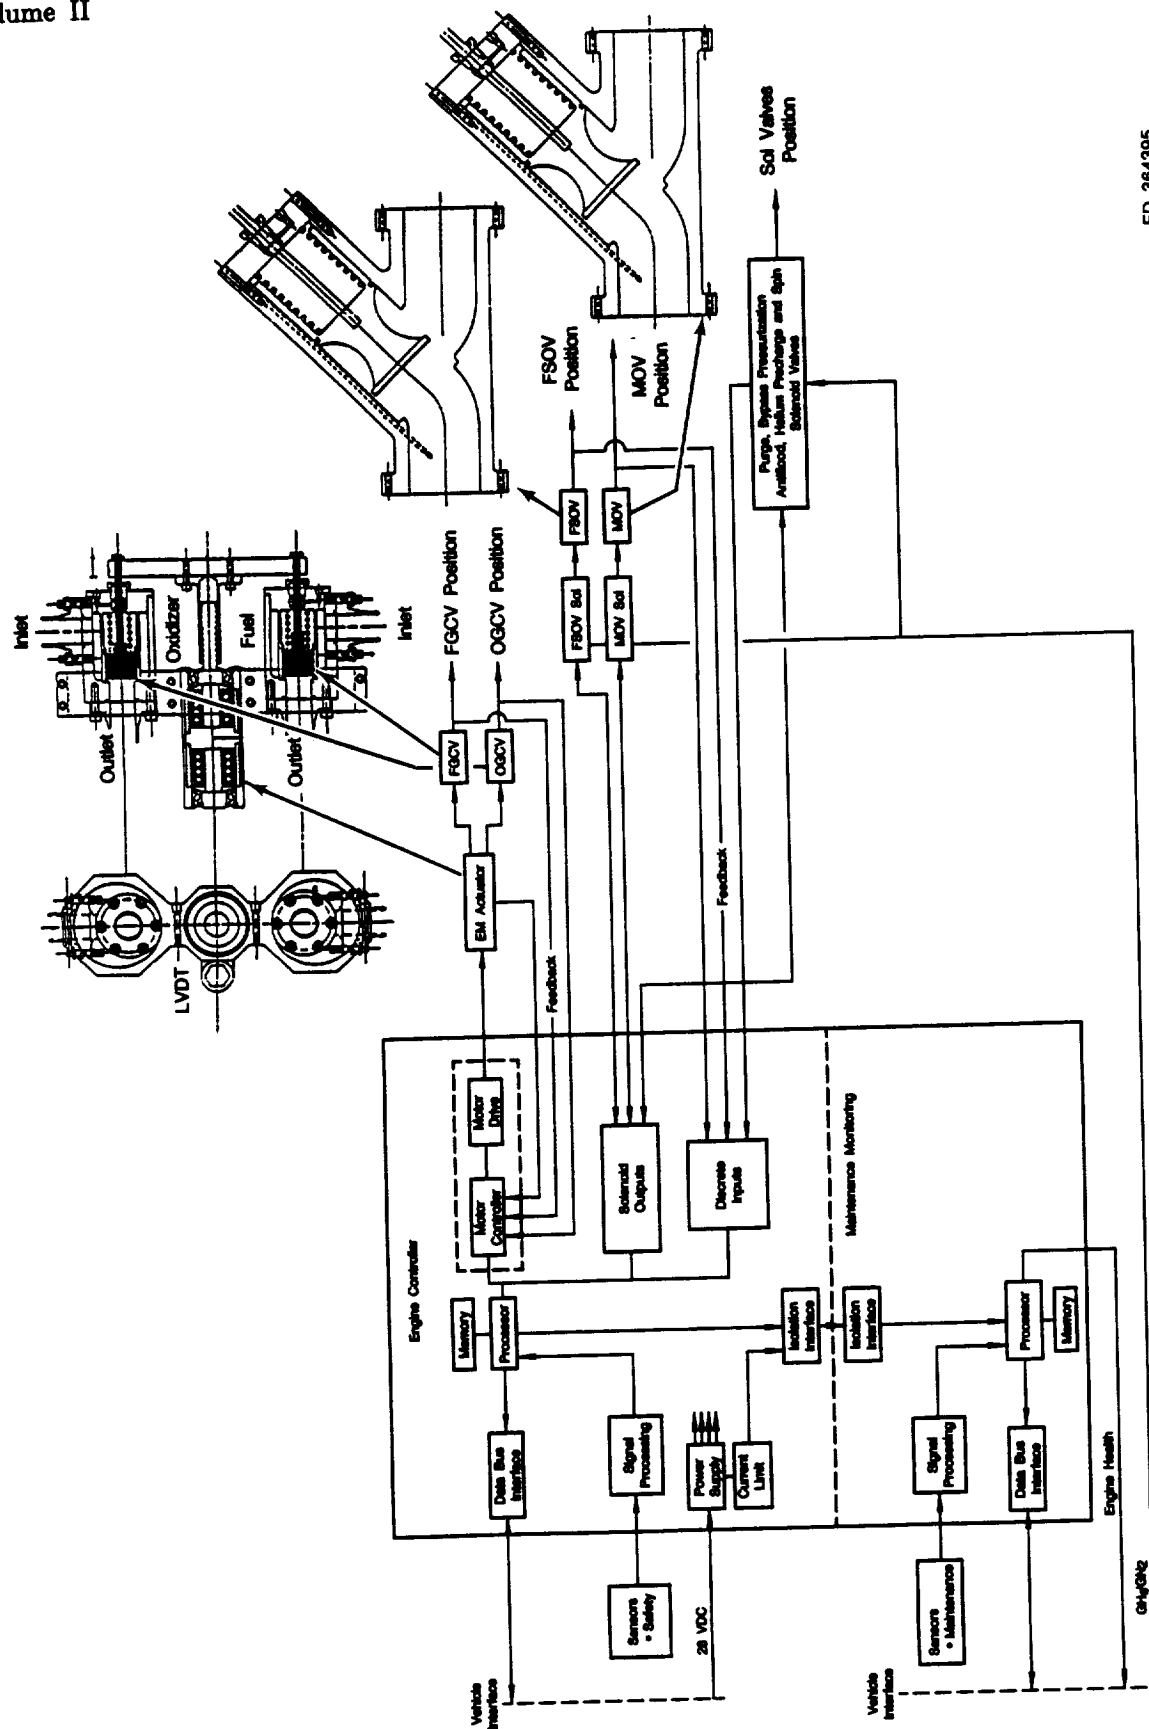 lume II
Inlet
Outlet
Oxidizer
Fuel
Outlet
Inlet
LVDT
FGCV Position
OGCV Position
FGCV
OGCV
EM Actuator
Feedback
FSOV
Position
MOV
Position
FSOV
MOV
FSOV Sol
MOV Sol
Feedback
Sol Valves
Position
Purge, Bypass Pressurization
Antiflood, Helium Precharge and Spin
Solenoid Valves
Engine Controller
Motor
Drive
Motor
Controller
Solenoid
Outputs
Discrete
Inputs
Memory
Processor
Isolation
Interface
Data Bus
Interface
Signal
Processing
Power
Supply
Current
Limit
Maintenance Monitoring
Isolation
Interface
Processor
Memory
Signal
Processing
Data Bus
Interface
Engine Health
Sensors
• Safety
28 VDC
Sensors
• Maintenance
Vehicle
Interface
Vehicle
Interface
GHe/GN2
FD 364395